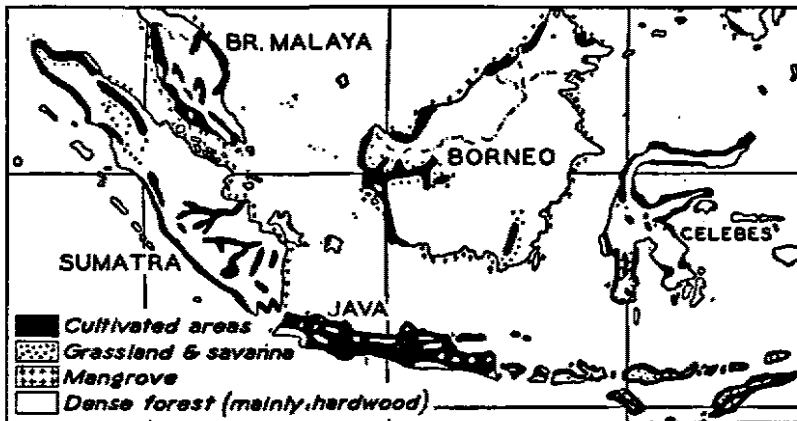 BR. MALAYA
BORNEO
CELEBES
SUMATRA
JAVA
Cultivated areas
Grassland & savanna
Mangrove
Dense forest (mainly hardwood)